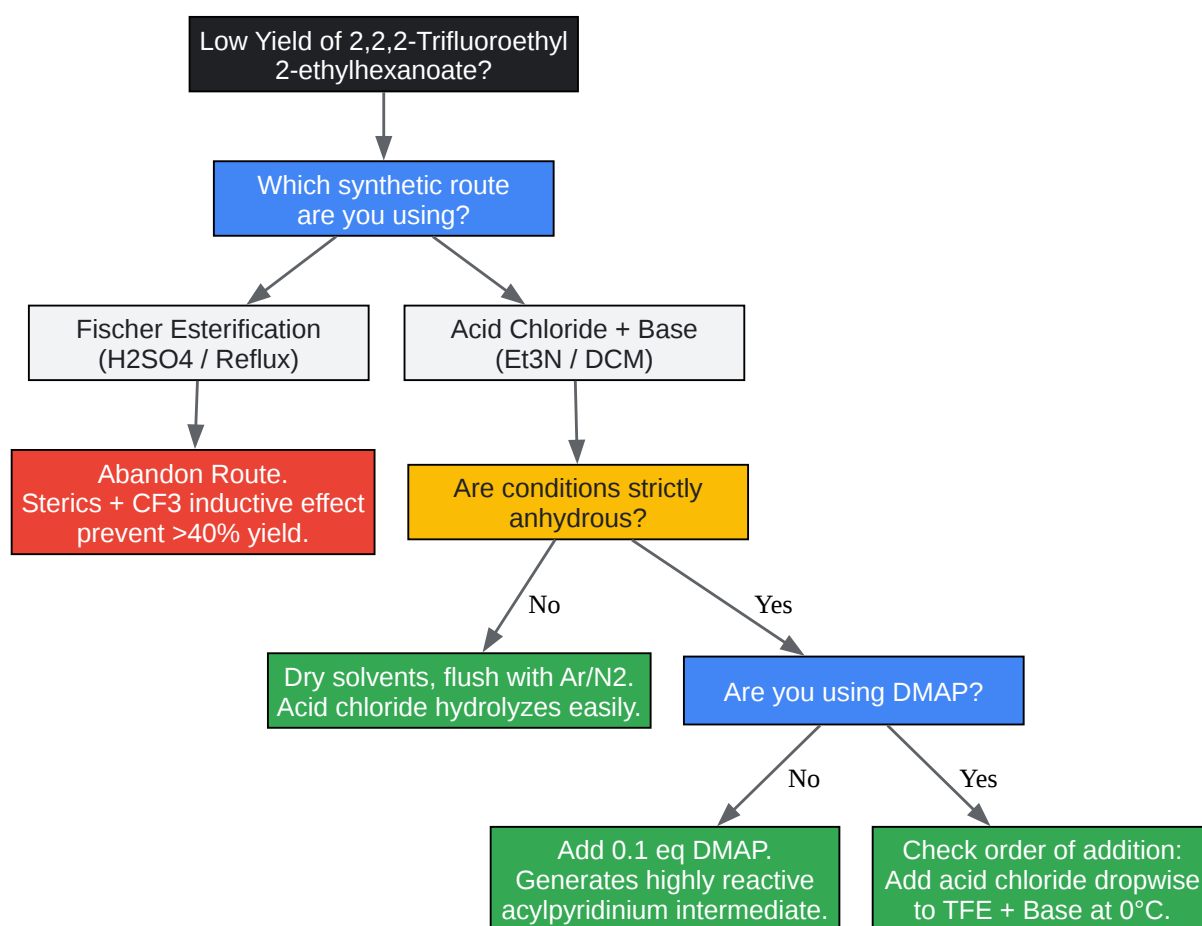 Low Yield of 2,2,2-Trifluoroethyl
2-ethylhexanoate?
Which synthetic route
are you using?
Fischer Esterification
(H2SO4 / Reflux)
Acid Chloride + Base
(Et3N / DCM)
Abandon Route.
Sterics + CF3 inductive effect
prevent >40% yield.
Are conditions strictly
anhydrous?
No
Yes
Dry solvents, flush with Ar/N2.
Acid chloride hydrolyzes easily.
Are you using DMAP?
No
Yes
Add 0.1 eq DMAP.
Generates highly reactive
acylpyridinium intermediate.
Check order of addition:
Add acid chloride dropwise
to TFE + Base at 0°C.